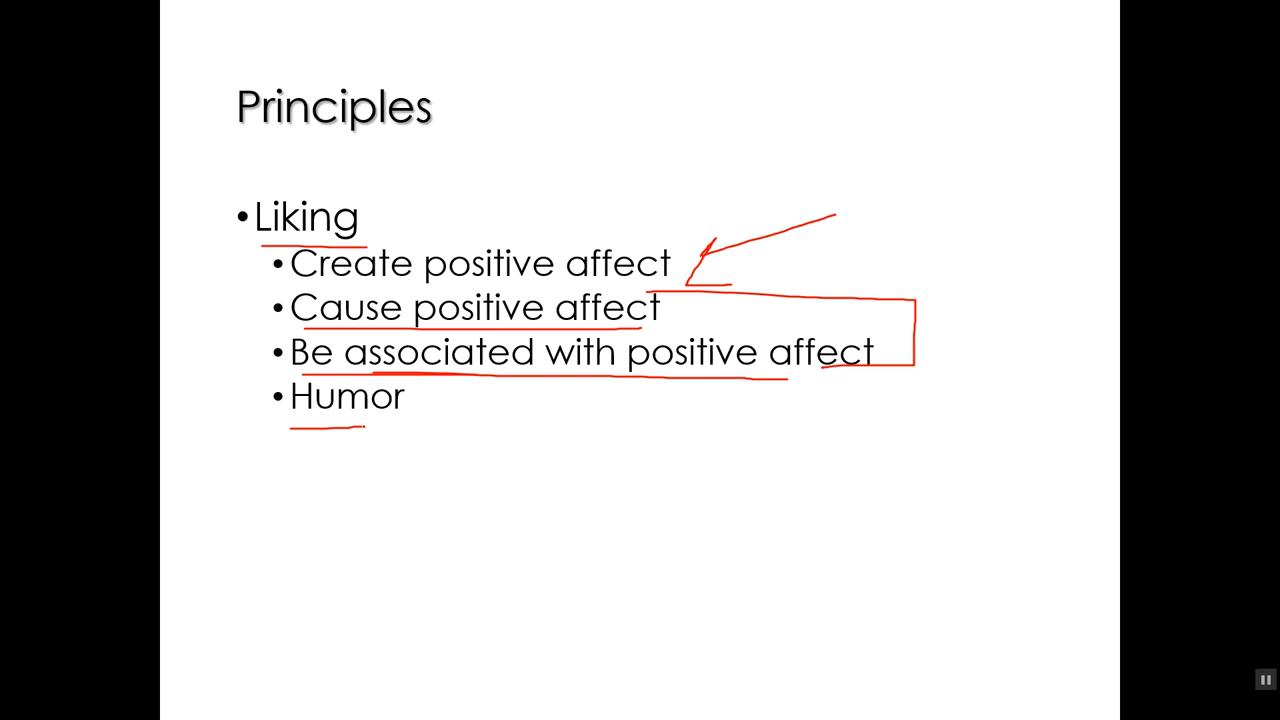 Principles
•Liking
•Create positive affect
•Cause positive affect
•Be associated with positive affect
•Humor